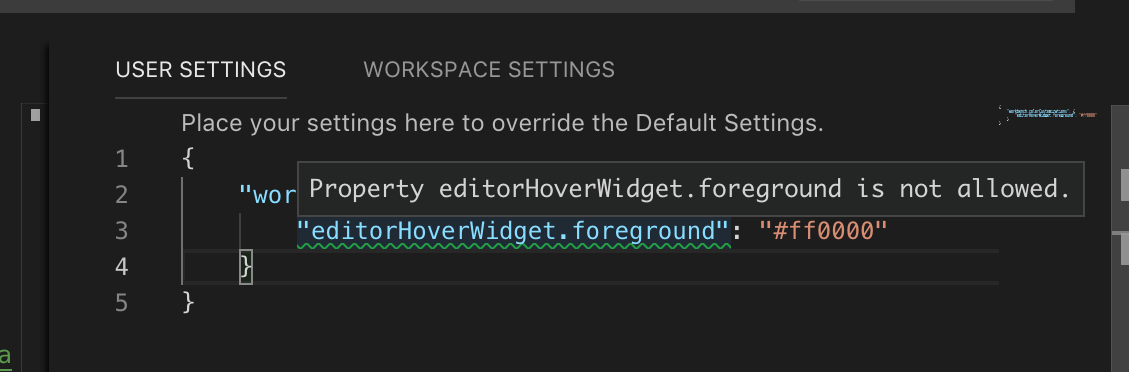 USER SETTINGS WORKSPACE SETTINGS
Place your settings here to override the Default Settings.
1 {
2 "wor
Property editorHoverWidget.foreground is not allowed.
3 "editorHoverWidget.foreground": "#ff0000"
4 }
5 }
a